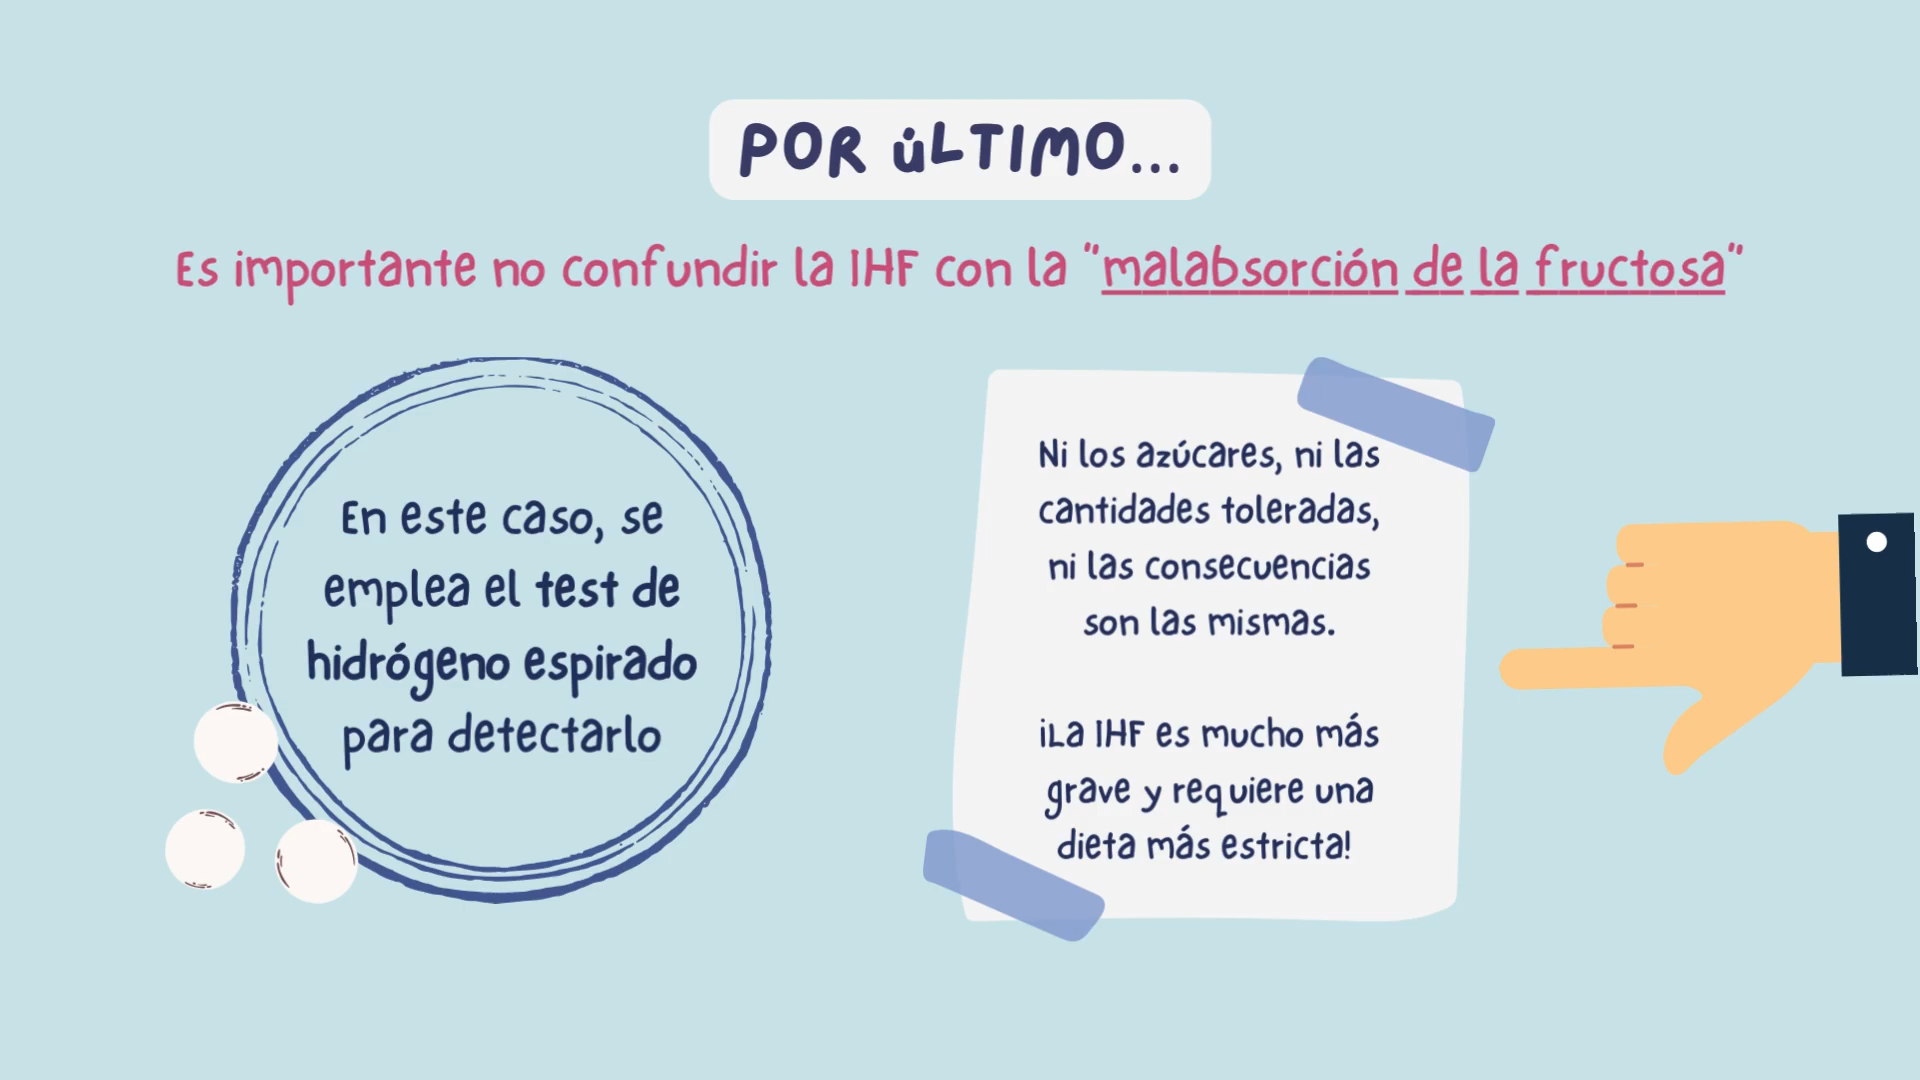 POR úLTIMO...
Es importante no confundir la IHF con la "malabsorción de la fructosa"
En este caso, se
emplea el test de
hidrógeno espirado
para detectarlo
Ni los azúcares, ni las
cantidades toleradas,
ni las consecuencias
son las mismas.
¡La IHF es mucho más
grave y requiere una
dieta más estricta!